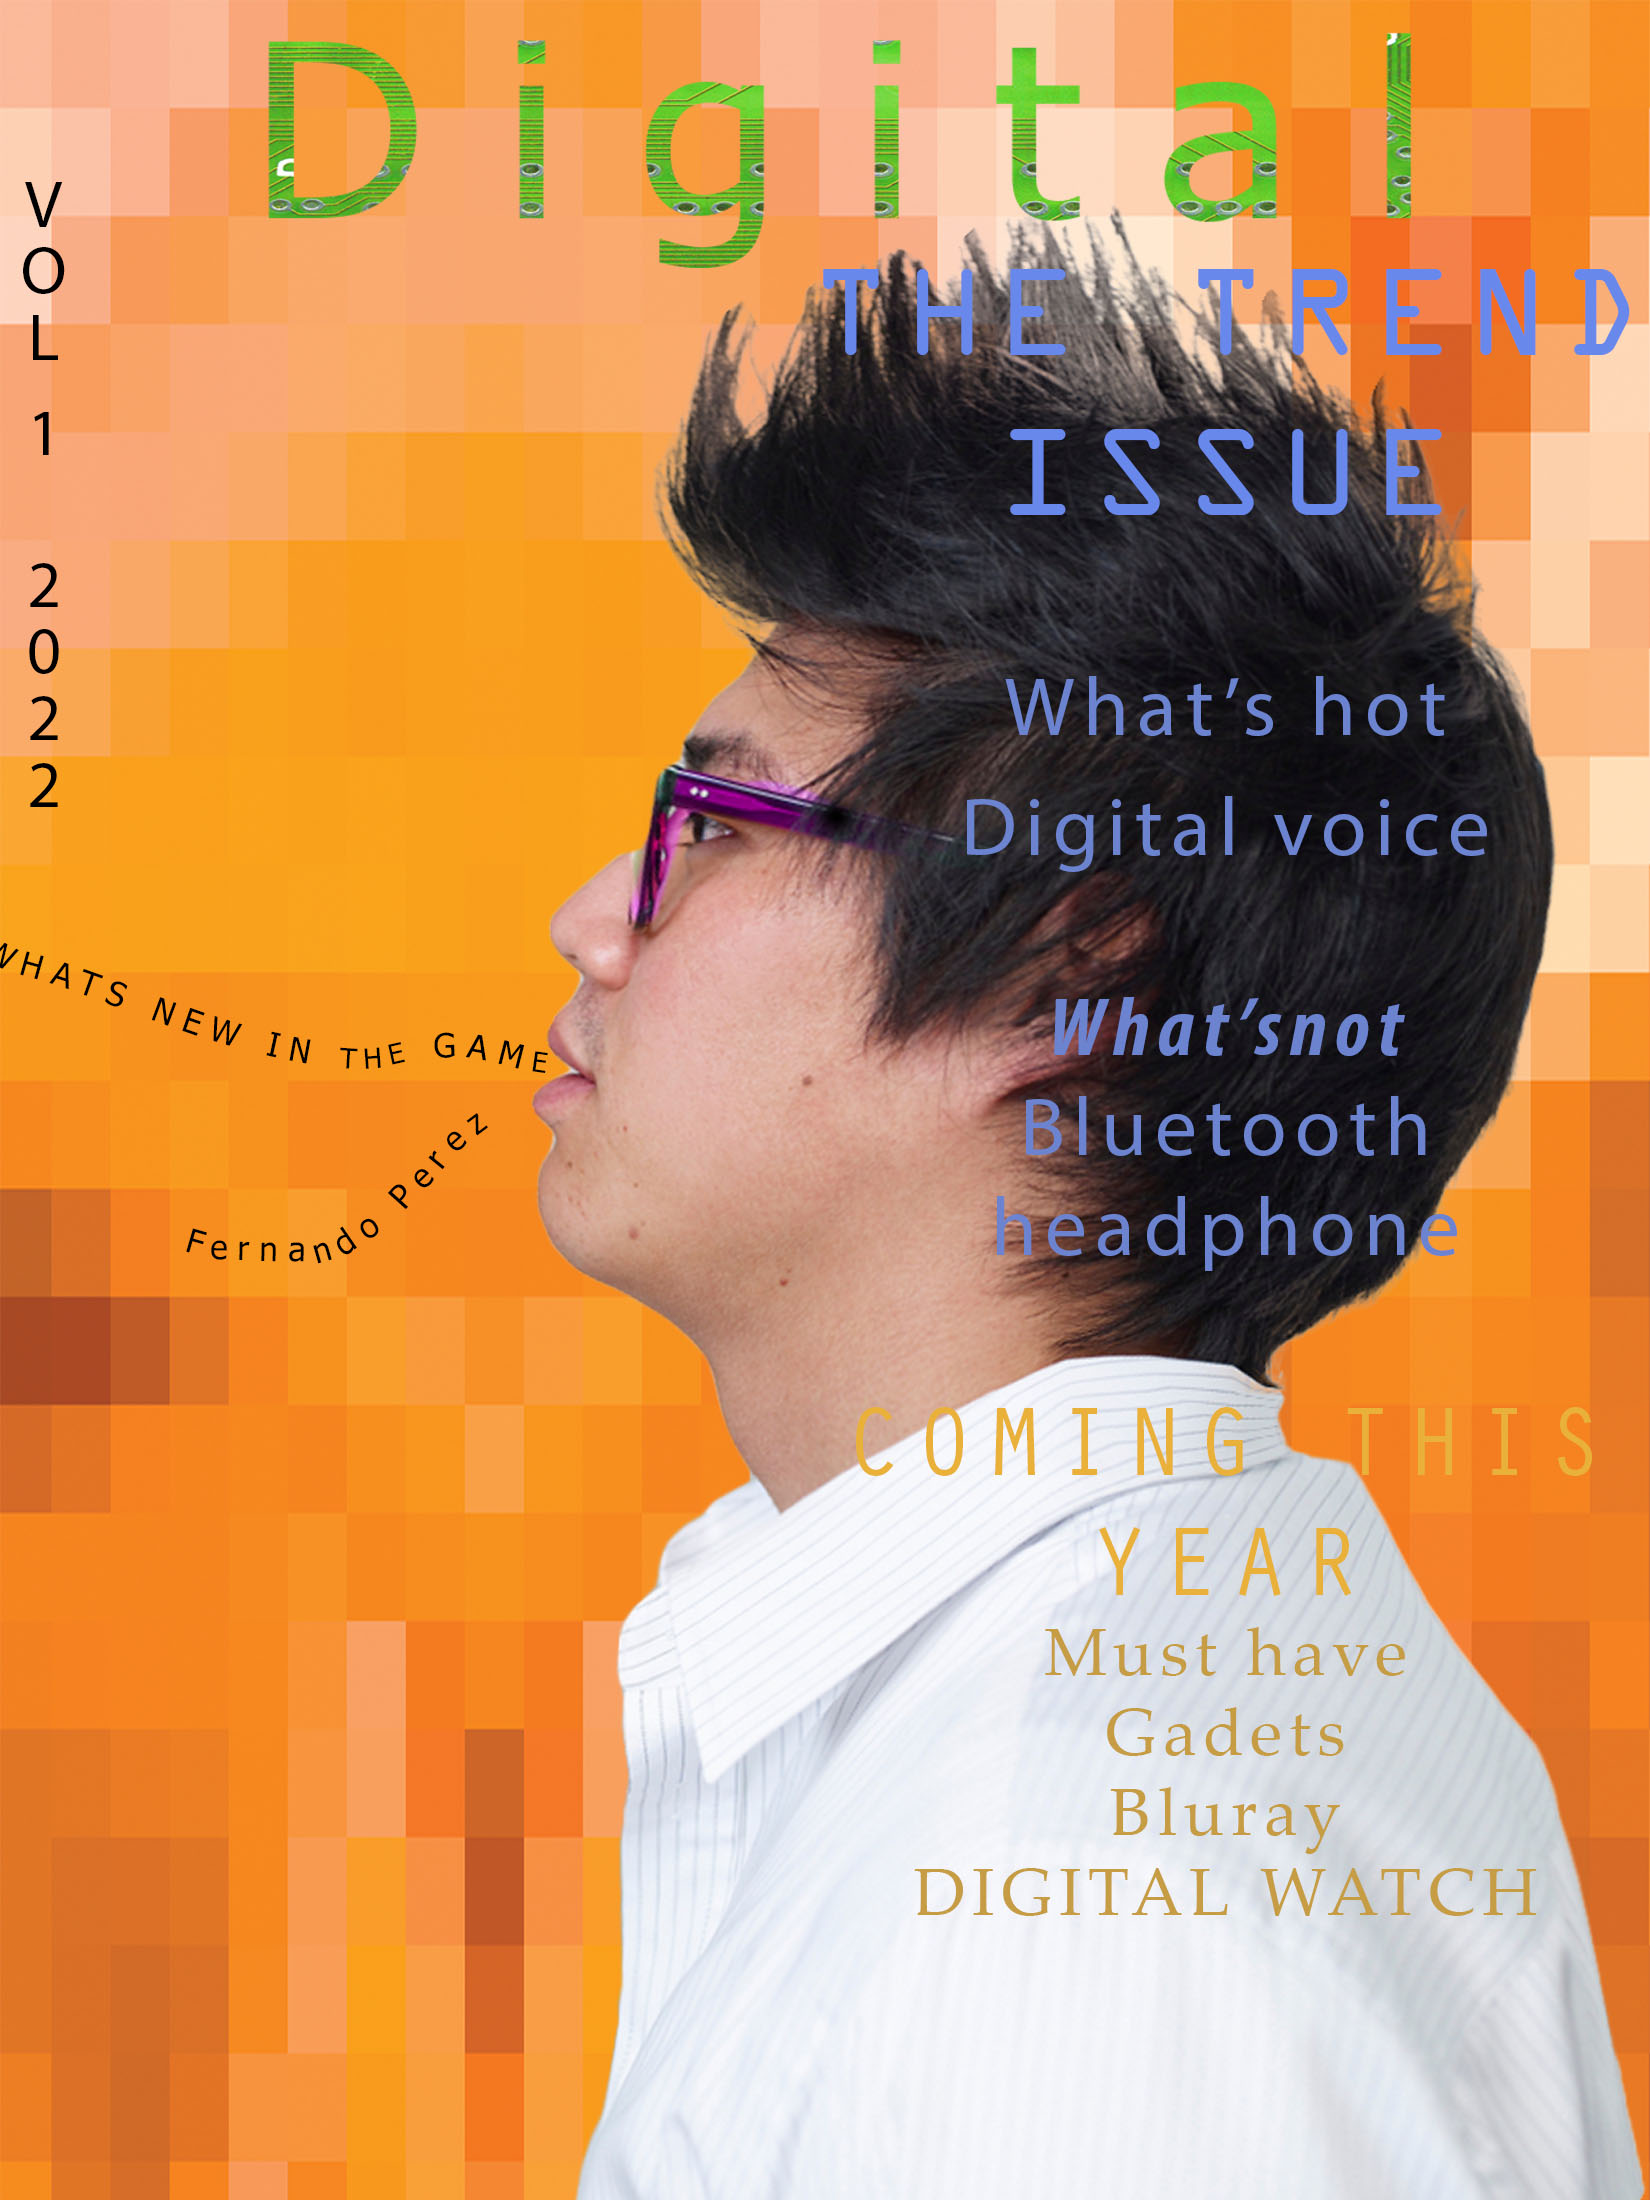 Digital
VOL 1 2022
THE TREND
ISSUE
What's hot
Digital voice
WHATS NEW IN THE GAME
Fernando Perez
What'snot
Bluetooth
headphone
COMING THIS
YEAR
Must have
Gadets
Bluray
DIGITAL WATCH